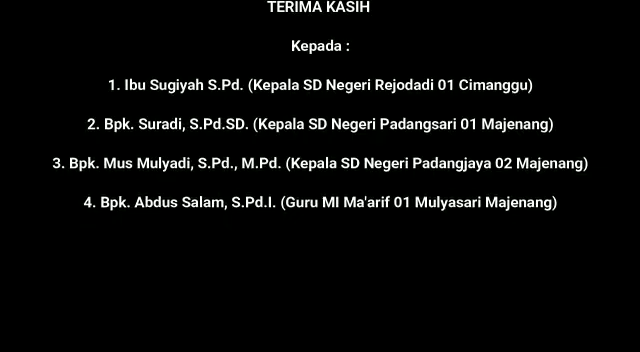 TERIMA KASIH
Kepada :
1. Ibu Sugiyah S.Pd. (Kepala SD Negeri Rejodadi 01 Cimanggu)
2. Bpk. Suradi, S.Pd.SD. (Kepala SD Negeri Padangsari 01 Majenang)
3. Bpk. Mus Mulyadi, S.Pd., M.Pd. (Kepala SD Negeri Padangjaya 02 Majenang)
4. Bpk. Abdus Salam, S.Pd.I. (Guru MI Ma'arif 01 Mulyasari Majenang)